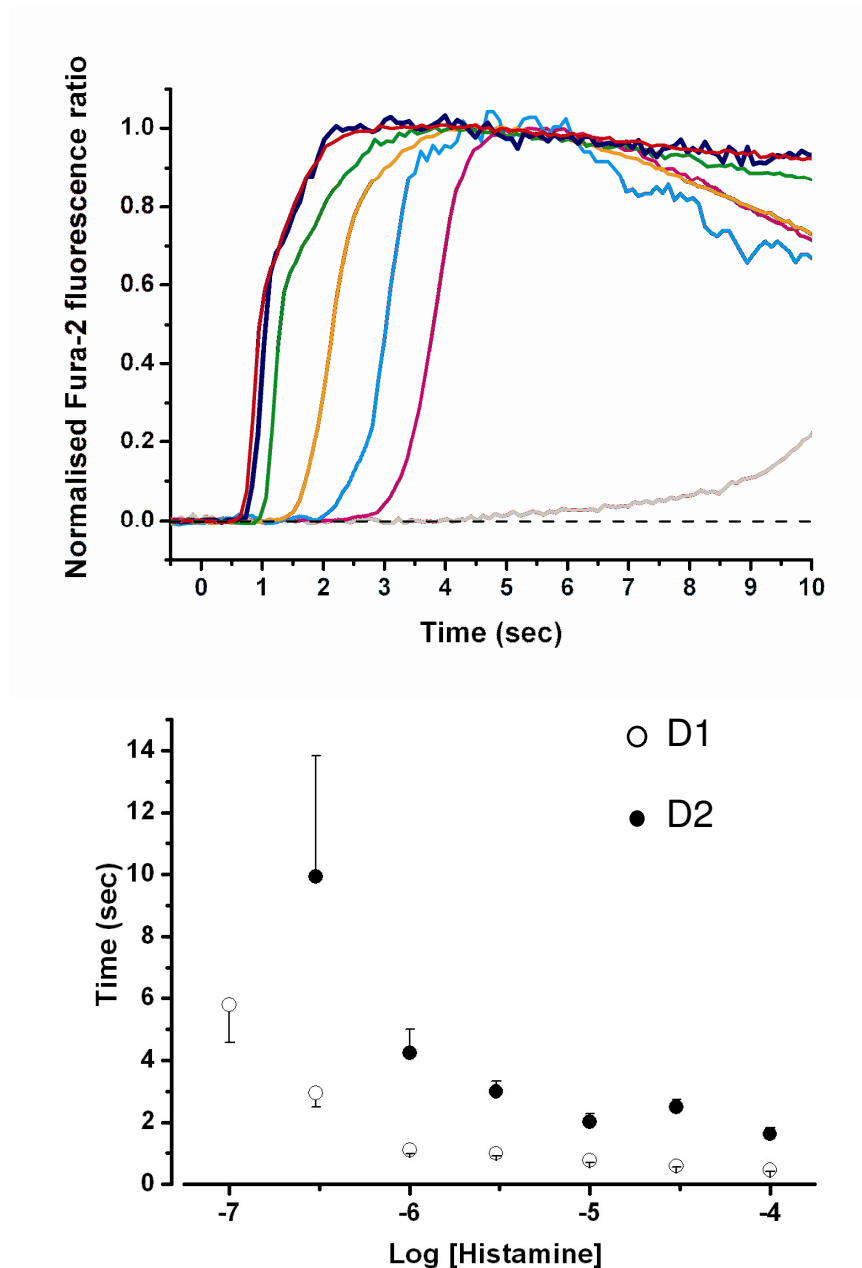 Normalised Fura-2 fluorescence ratio
1.0
0.8
0.6
0.4
0.2
0.0
0 1 2 3 4 5 6 7 8 9 10
Time (sec)
D1
D2
Time (sec)
14
12
10
8
6
4
2
0
-7 -6 -5 -4
Log [Histamine]